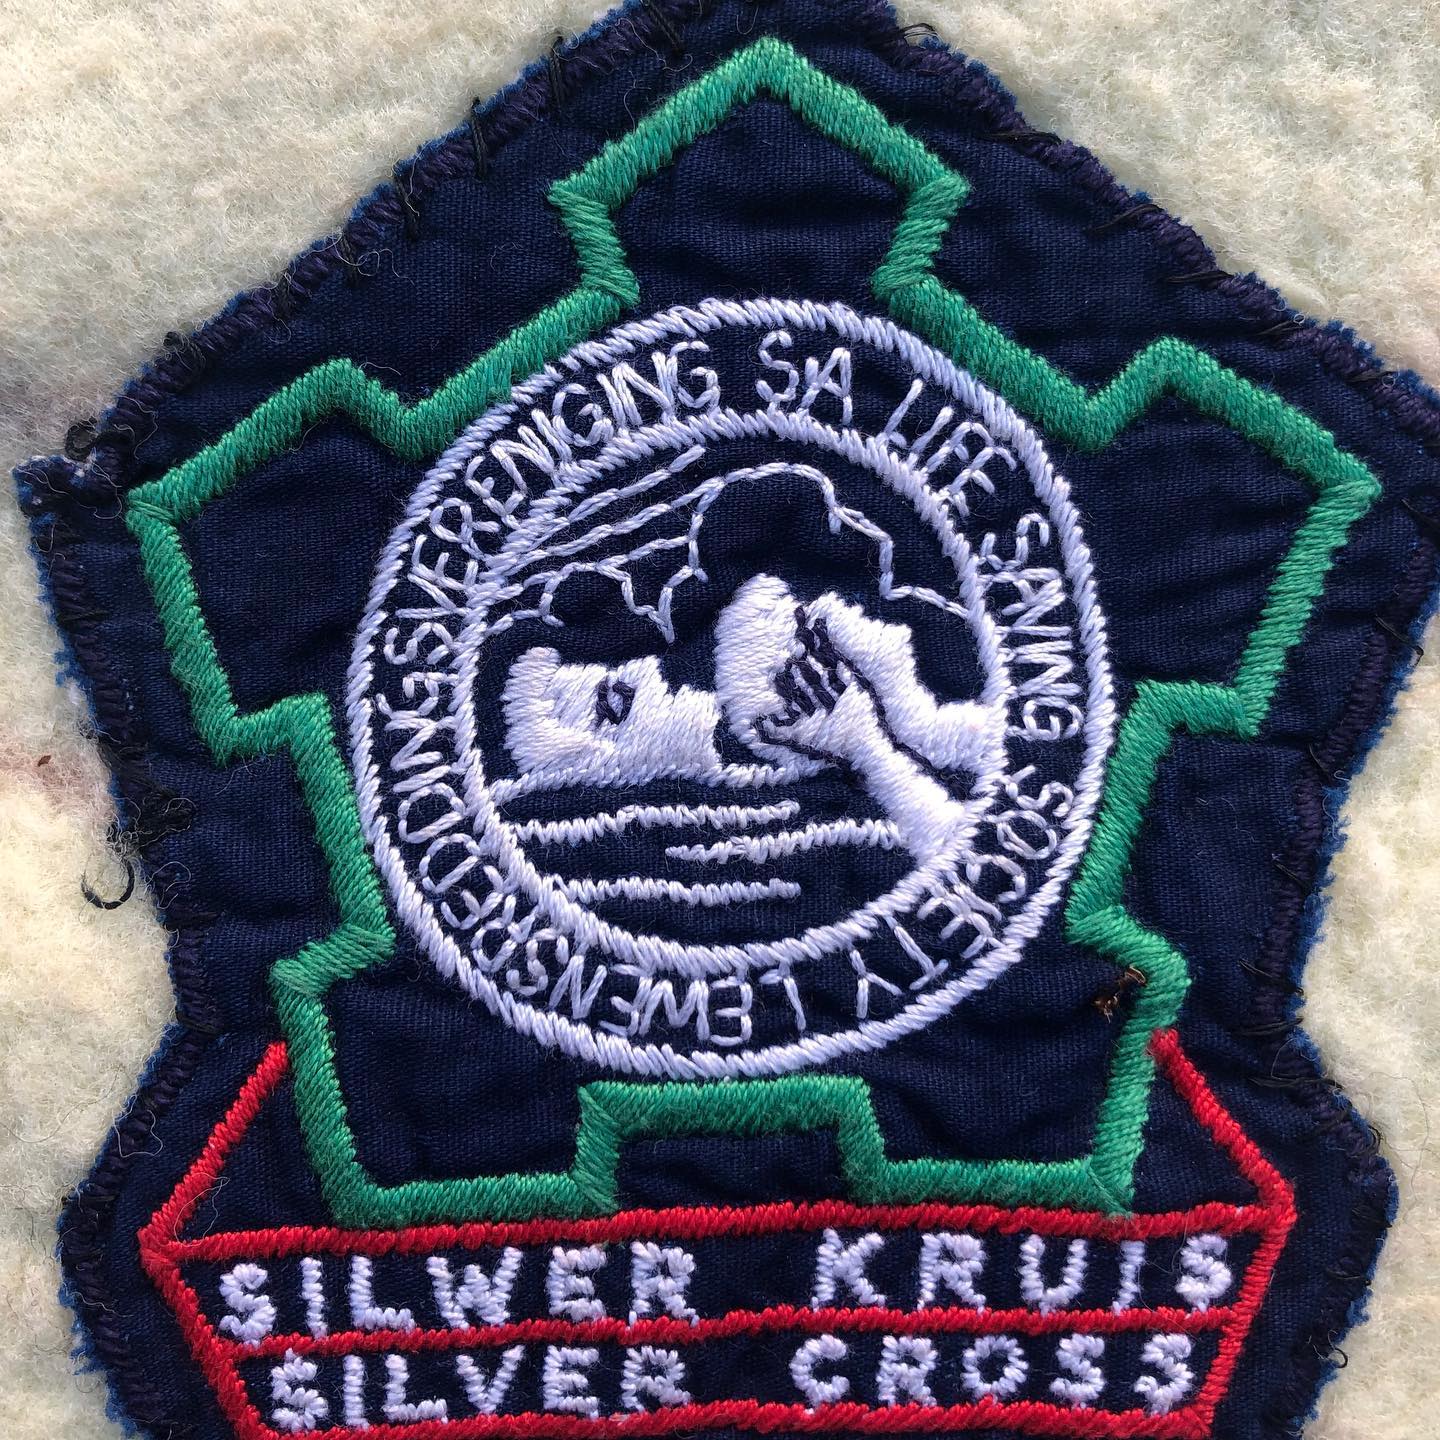 S.A LIFE SAVING SOCIETY LEWENSREDDINGSVERENIGING
SILWER KRUIS
SILVER CROSS